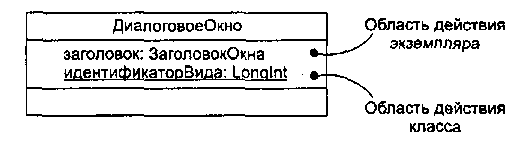 ДиалоговоеОкно
заголовок: ЗаголовокОкна
идентификаторВида: LongInt
Область действия
экземпляра
Область действия
класса